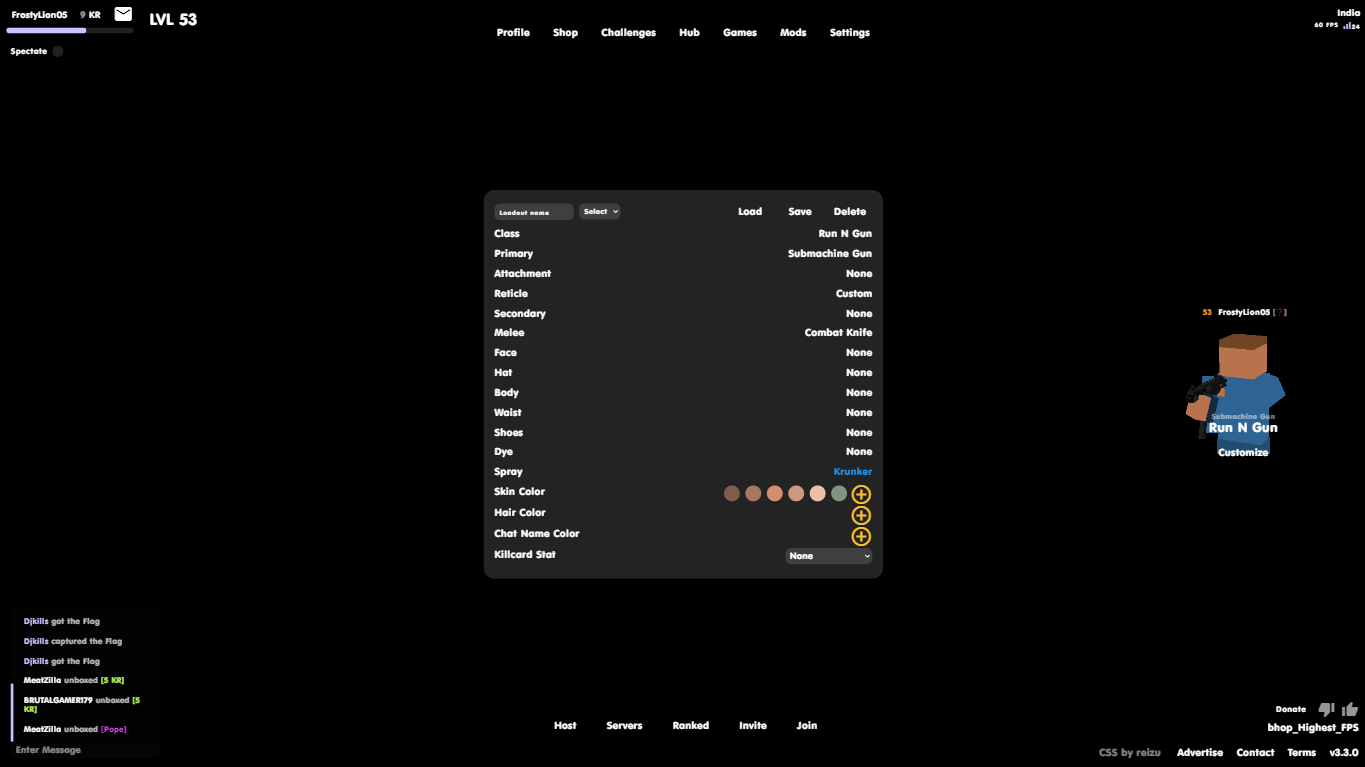 FrostyLion05 9 KR LVL 53
Spectate
Profile Shop Challenges Hub Games Mods Settings
India
60 FPS 24
Loadout name Select Load Save Delete
Class Run N Gun
Primary Submachine Gun
Attachment None
Reticle Custom
Secondary None
Melee Combat Knife
Face None
Hat None
Body None
Waist None
Shoes None
Dye None
Spray Krunker
Skin Color
Hair Color
Chat Name Color
Killcard Stat None
53 FrostyLion05 [?]
Submachine Gun
Run N Gun
Customize
Djkills got the Flag
Djkills captured the Flag
Djkills got the Flag
MeatZilla unboxed [5 KR]
BRUTALGAMER179 unboxed [5
KR]
MeatZilla unboxed [Pope]
Enter Message
Host Servers Ranked Invite Join
Donate
bhop_Highest_FPS
CSS by reizu Advertise Contact Terms v3.3.0